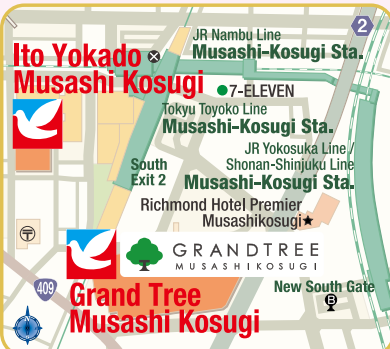 JR Nambu Line
Musashi-Kosugi Sta.
2
Ito Yokado
Musashi Kosugi
7-ELEVEN
Tokyu Toyoko Line
Musashi-Kosugi Sta.
JR Yokosuka Line /
Shonan-Shinjuku Line
Musashi-Kosugi Sta.
South
Exit 2
Richmond Hotel Premier
Musashikosugi★
〒
GRANDTREE
MUSASHIKOSUGI
409
Grand Tree
Musashi Kosugi
New South Gate
B